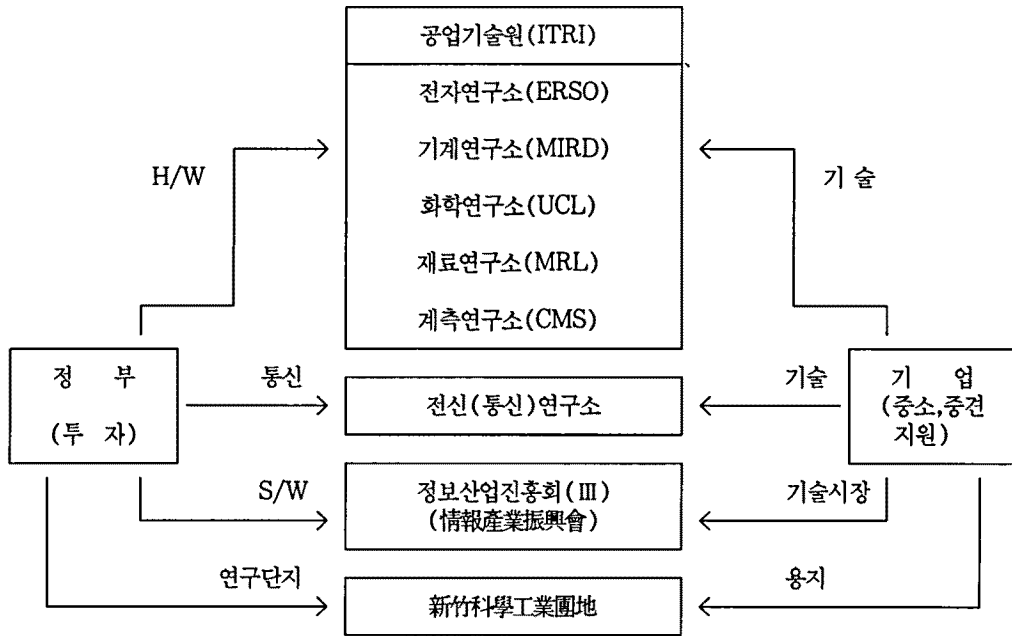 공업기술원(ITRI)
전자연구소(ERSO)
기계연구소(MIRD)
H/W
기 술
화학연구소(UCL)
재료연구소(MRL)
계측연구소(CMS)
정 부
(투 자)
통신
전신(통신)연구소
기술
기 업
(중소,중견
지원)
S/W
정보산업진흥회(Ⅲ)
(情報產業振興會)
기술시장
연구단지
新竹科學工業團地
용지